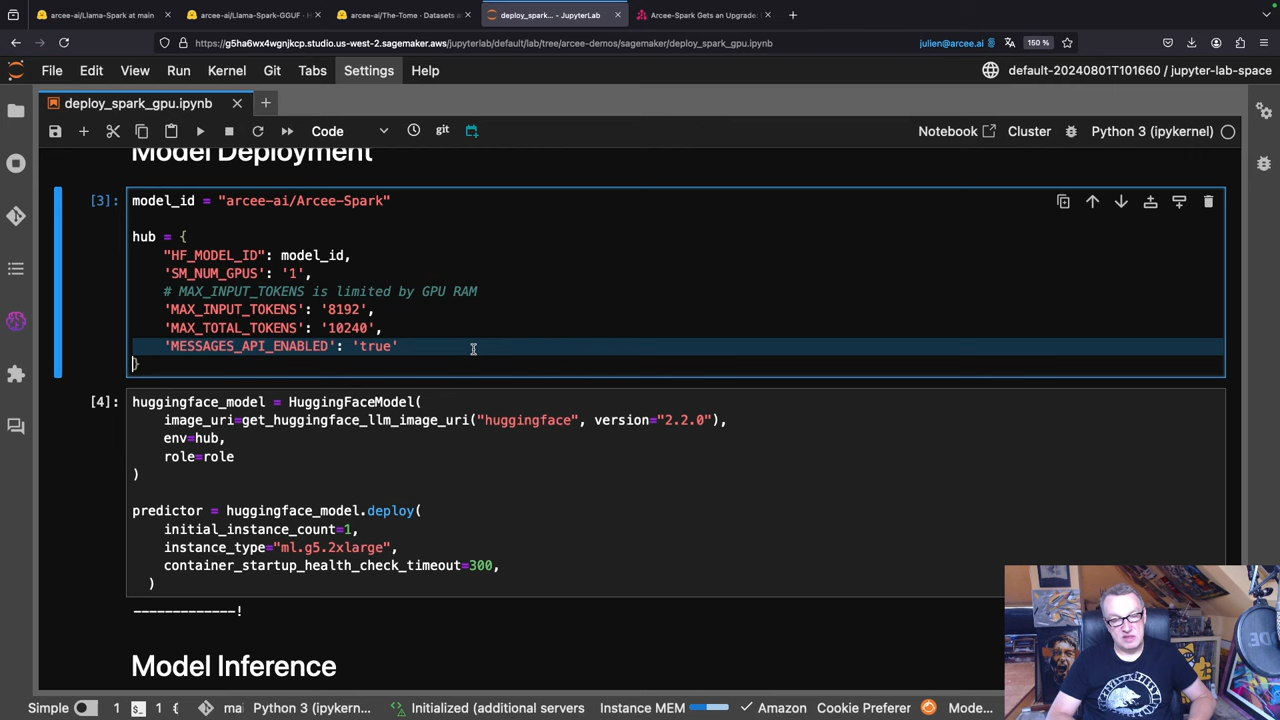 arcee-ai/Llama-Spark at main
arcee-ai/Llama-Spark-GGUF · H
arcee-ai/The-Tome · Datasets a
deploy_spark... - JupyterLab
Arcee-Spark Gets an Upgrade:
https://g5ha6wx4wgnjkcp.studio.us-west-2.sagemaker.aws/jupyterlab/default/lab/tree/arcee-demos/sagemaker/deploy_spark_gpu.ipynb
julien@arcee.ai
150 %
File Edit View Run Kernel Git Tabs Settings Help
default-20240801T101660 / jupyter-lab-space
deploy_spark_gpu.ipynb
Code
git
Notebook
Cluster
Python 3 (ipykernel)
Model Deployment
[3]:
model_id = "arcee-ai/Arcee-Spark"
hub = {
"HF_MODEL_ID": model_id,
'SM_NUM_GPUS': '1',
# MAX_INPUT_TOKENS is limited by GPU RAM
'MAX_INPUT_TOKENS': '8192',
'MAX_TOTAL_TOKENS': '10240',
'MESSAGES_API_ENABLED': 'true'
}
[4]:
huggingface_model = HuggingFaceModel(
image_uri=get_huggingface_llm_image_uri("huggingface", version="2.2.0"),
env=hub,
role=role
)
predictor = huggingface_model.deploy(
initial_instance_count=1,
instance_type="ml.g5.2xlarge",
container_startup_health_check_timeout=300,
)
-------------!
Model Inference
Simple
1
$_
1
{
ma
Python 3 (ipykern...
Initialized (additional servers
Instance MEM
Amazon
Cookie Preferer
Mode...